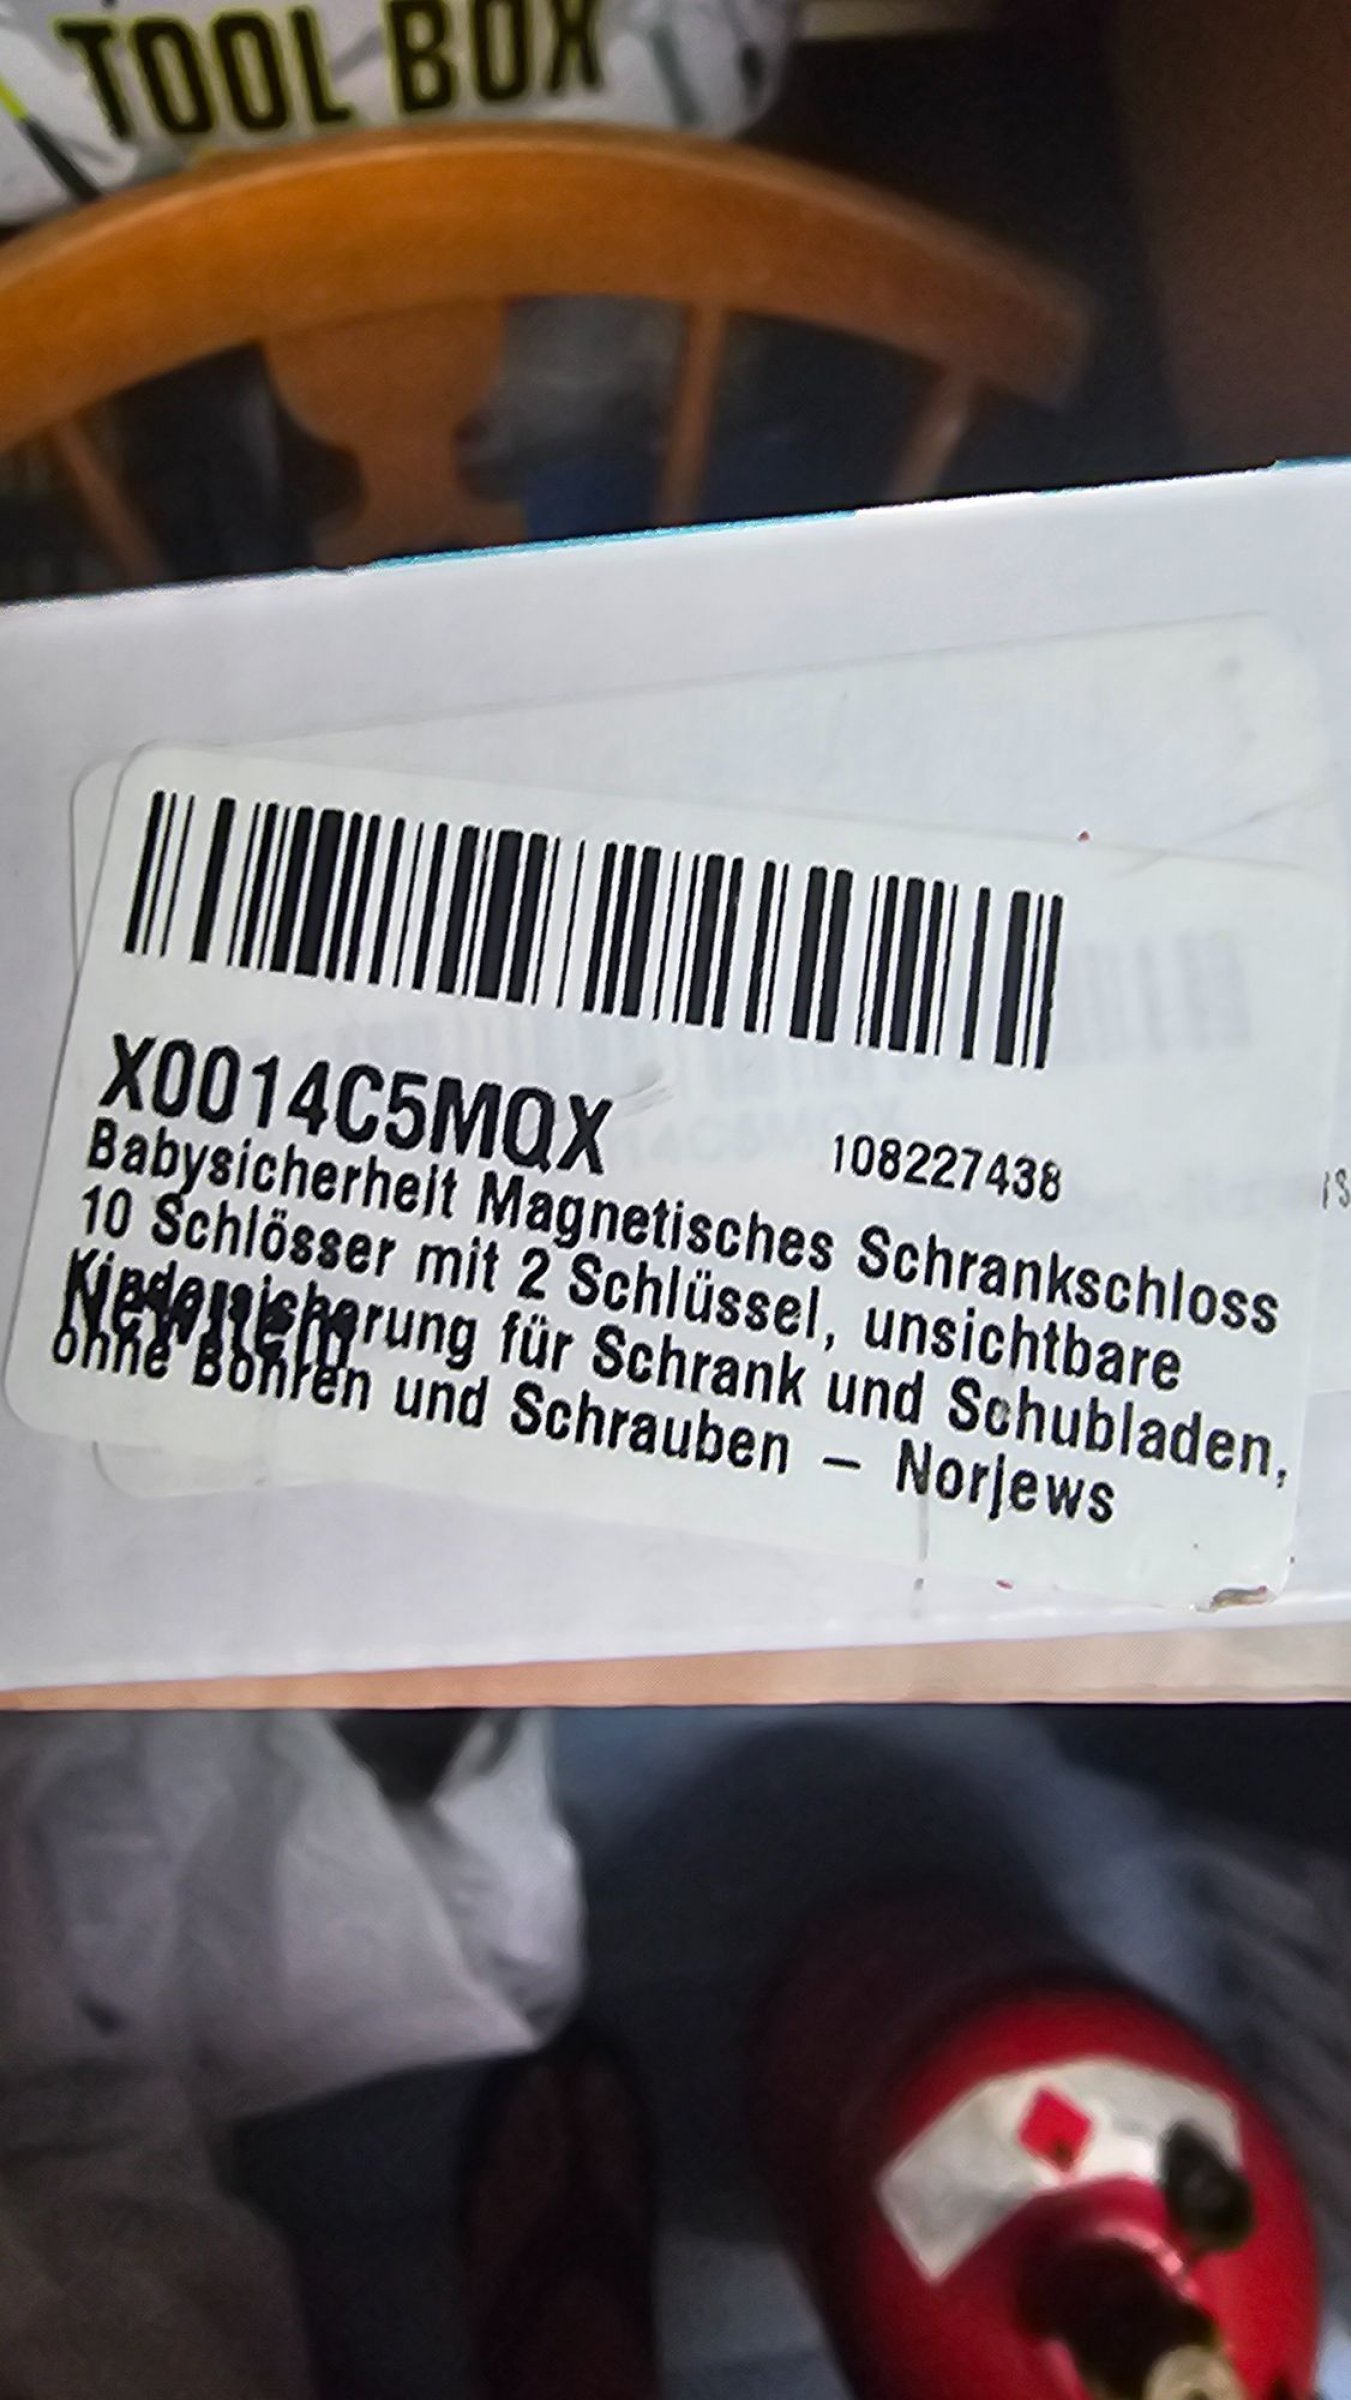 TOOL BOX
X0014C5MQX
108227438
Babysicherheit Magnetisches Schrankschloss
10 Schlösser mit 2 Schlüssel, unsichtbare
Kindersicherung für Schrank und Schubladen,
NewItem
ohne Bohren und Schrauben – Norjews